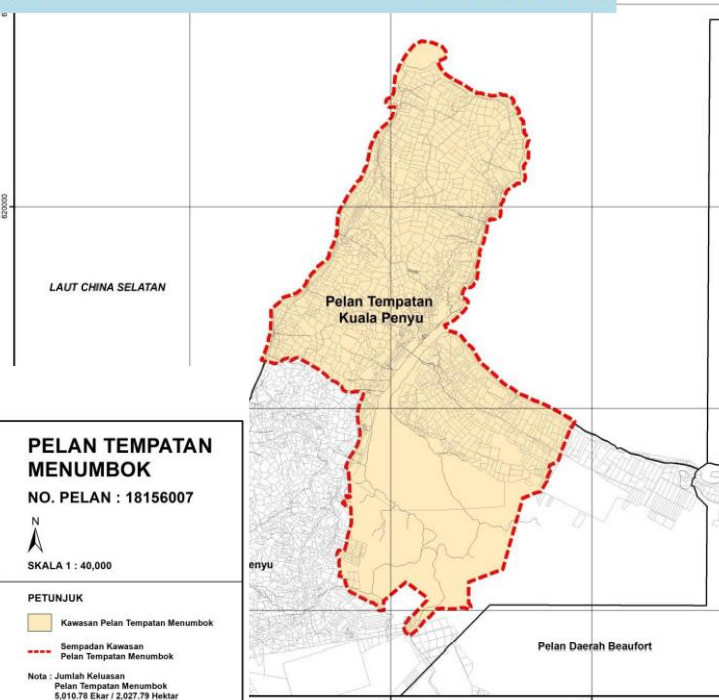 620000
LAUT CHINA SELATAN
Pelan Tempatan
Kuala Penyu
PELAN TEMPATAN
MENUMBOK
NO. PELAN : 18156007
N
SKALA 1 : 40,000
enyu
PETUNJUK
Kawasan Pelan Tempatan Menumbok
Sempadan Kawasan
Pelan Tempatan Menumbok
Nota : Jumlah Keluasan
Pelan Tempatan Menumbok
5,010.78 Ekar / 2,027.79 Hektar
Pelan Daerah Beaufort